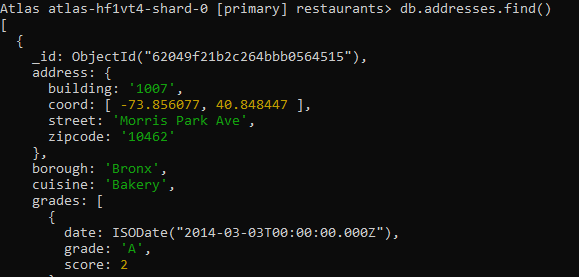 Atlas atlas-hf1vt4-shard-0 [primary] restaurants> db.addresses.find()
[
  {
    _id: ObjectId("62049f21b2c264bbb0564515"),
    address: {
      building: '1007',
      coord: [ -73.856077, 40.848447 ],
      street: 'Morris Park Ave',
      zipcode: '10462'
    },
    borough: 'Bronx',
    cuisine: 'Bakery',
    grades: [
      {
        date: ISODate("2014-03-03T00:00:00.000Z"),
        grade: 'A',
        score: 2